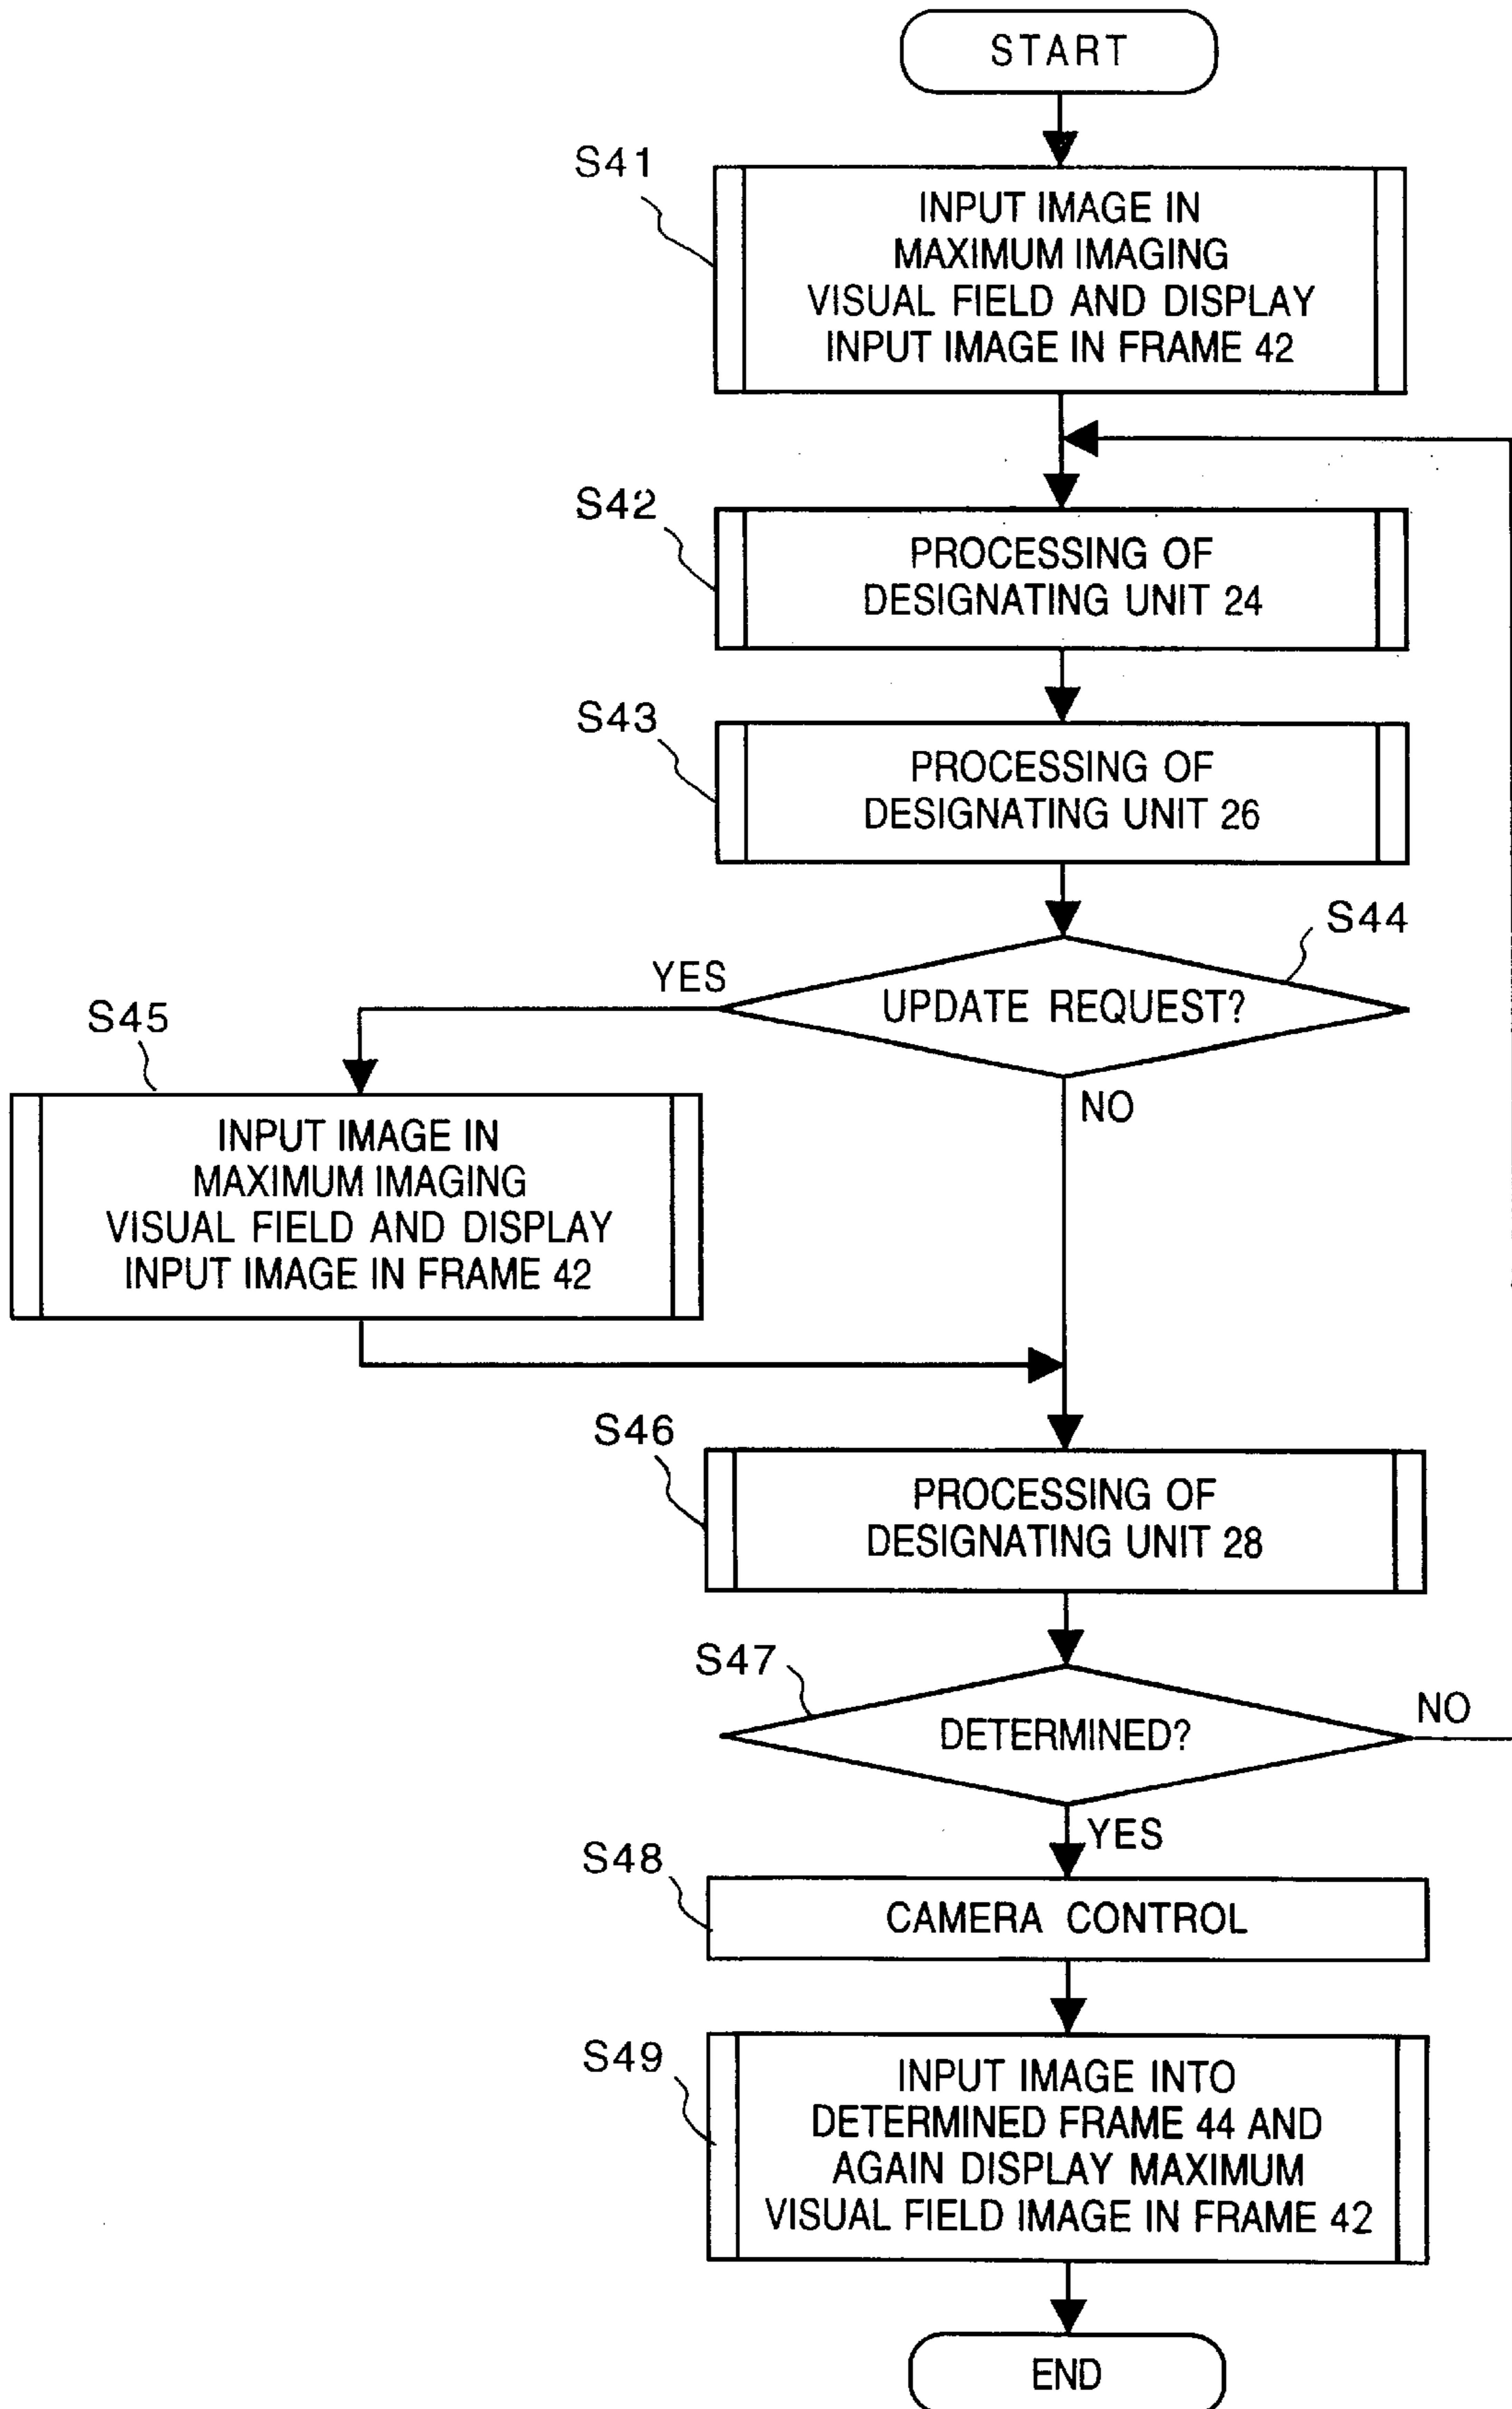 START
S41
INPUT IMAGE IN
MAXIMUM IMAGING
VISUAL FIELD AND DISPLAY
INPUT IMAGE IN FRAME 42
S42
PROCESSING OF
DESIGNATING UNIT 24
S43
PROCESSING OF
DESIGNATING UNIT 26
S44
UPDATE REQUEST?
YES
NO
S45
INPUT IMAGE IN
MAXIMUM IMAGING
VISUAL FIELD AND DISPLAY
INPUT IMAGE IN FRAME 42
S46
PROCESSING OF
DESIGNATING UNIT 28
S47
DETERMINED?
NO
YES
S48
CAMERA CONTROL
S49
INPUT IMAGE INTO
DETERMINED FRAME 44 AND
AGAIN DISPLAY MAXIMUM
VISUAL FIELD IMAGE IN FRAME 42
END